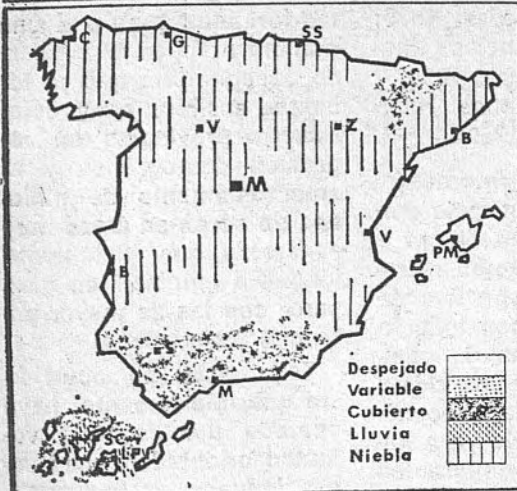 C
G
SS
V
Z
B
M
V
PM
B
M
SC
LP
Despejado
Variable
Cubierto
Lluvia
Niebla